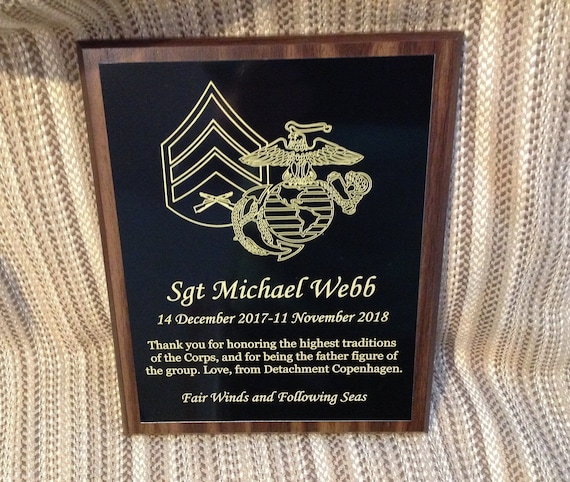 Sgt Michael Webb
14 December 2017-11 November 2018
Thank you for honoring the highest traditions
of the Corps, and for being the father figure of
the group. Love, from Detachment Copenhagen.
Fair Winds and Following Seas